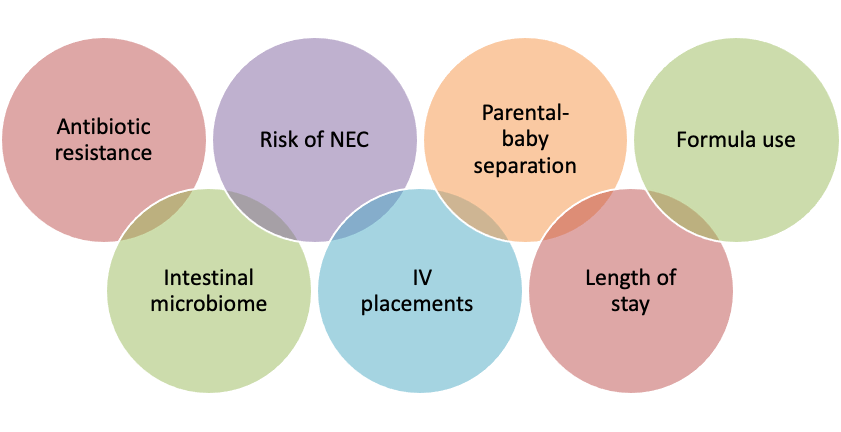 Antibiotic
resistance
Risk of NEC
Parental-
baby
separation
Formula use
Intestinal
microbiome
IV
placements
Length of
stay